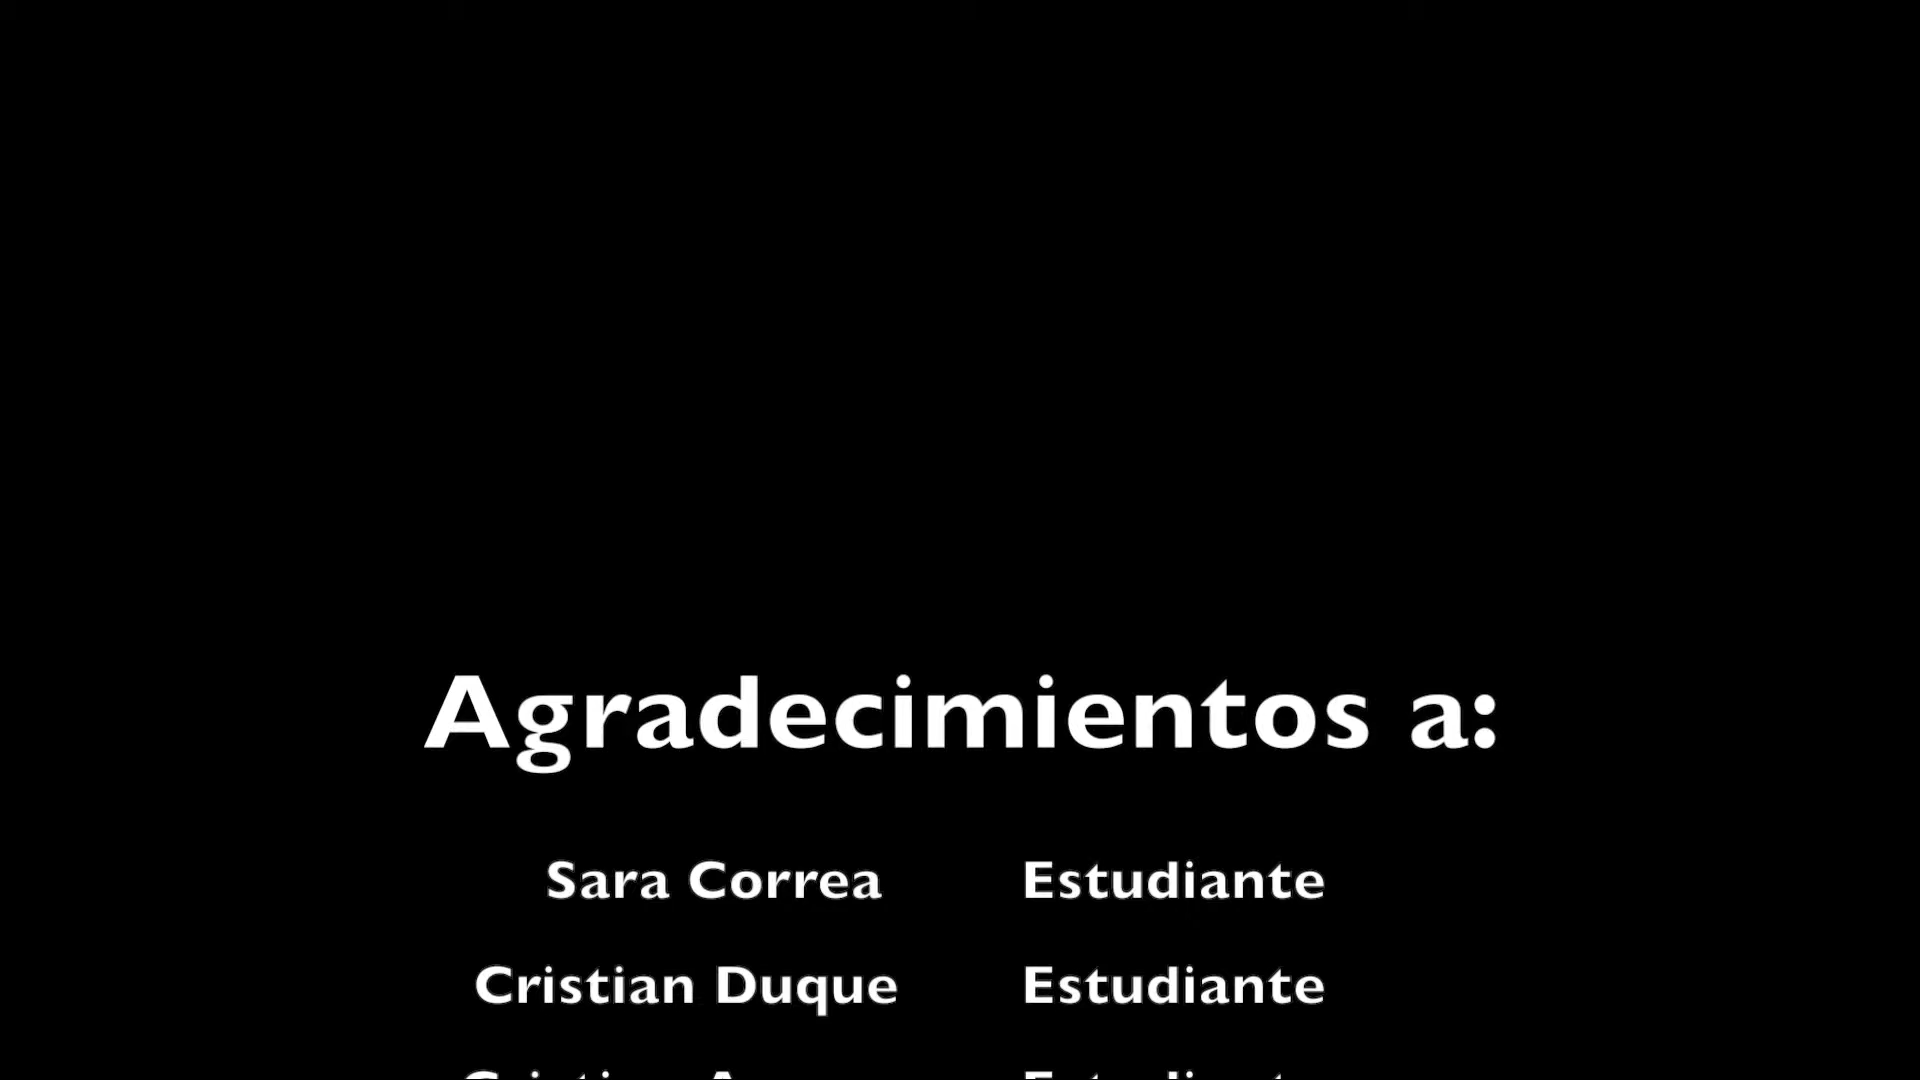 Agradecimientos a:
Sara Correa Estudiante
Cristian Duque Estudiante